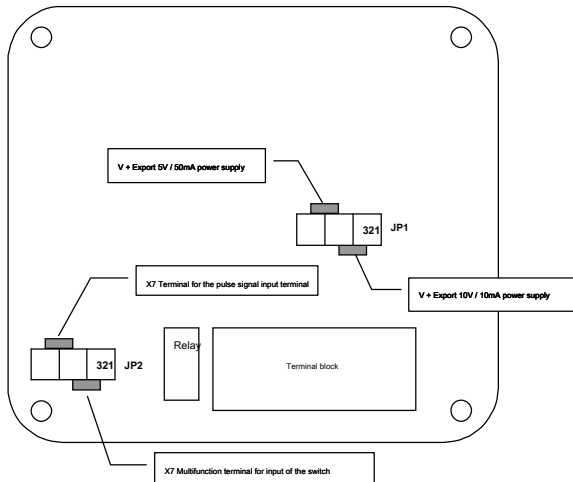 V + Export 5V / 50mA power supply
321 JP1
X7 Terminal for the pulse signal input terminal
V + Export 10V / 10mA power supply
Relay
Terminal block
321 JP2
X7 Multifunction terminal for input of the switch